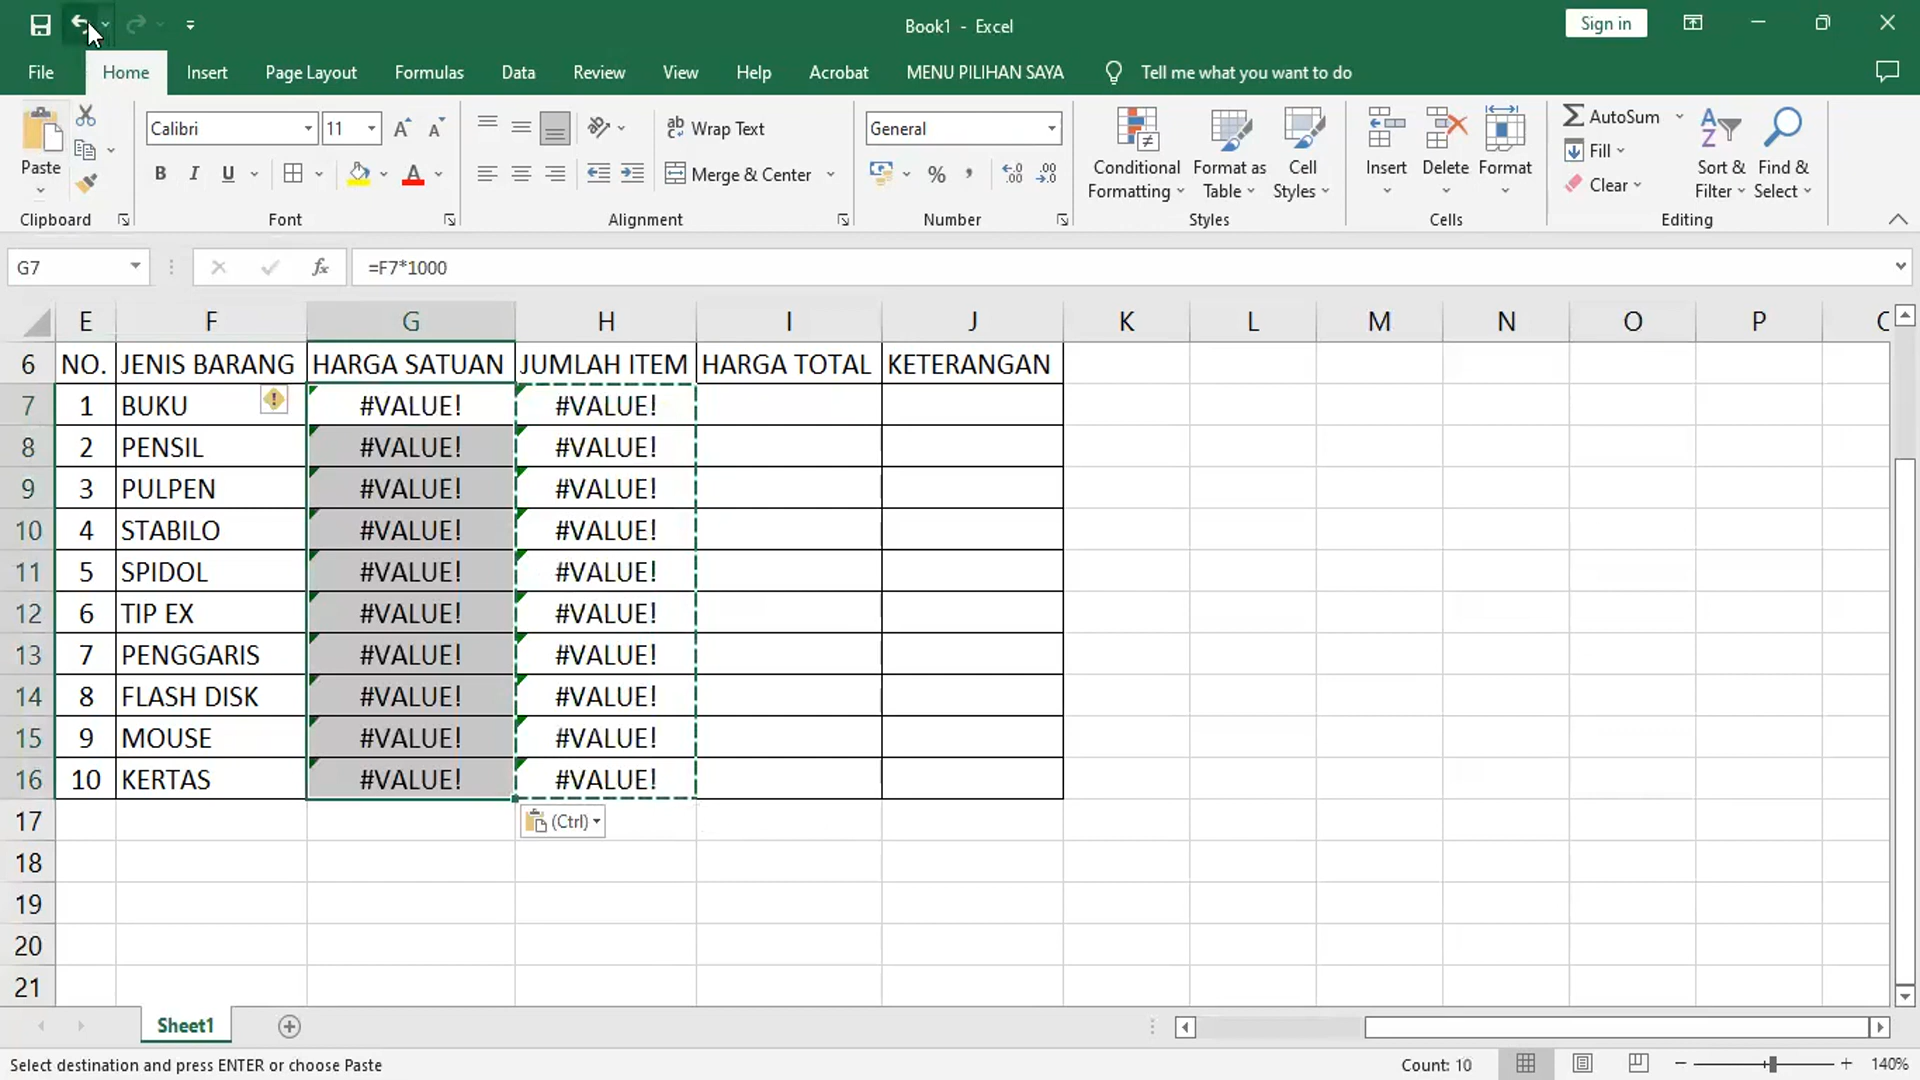 Book1 - Excel
Sign in
File Home Insert Page Layout Formulas Data Review View Help Acrobat MENU PILIHAN SAYA Tell me what you want to do
Paste
Clipboard
Calibri 11
B I U A
Font
ab Wrap Text
Merge & Center
Alignment
General
% ,
Number
Conditional Formatting
Format as Table
Cell Styles
Styles
Insert Delete Format
Cells
AutoSum
Fill
Clear
Sort & Filter
Find & Select
Editing
G7 fx =F7*1000
E F G H I J K L M N O P
6 NO. JENIS BARANG HARGA SATUAN JUMLAH ITEM HARGA TOTAL KETERANGAN
7 1 BUKU #VALUE! #VALUE!
8 2 PENSIL #VALUE! #VALUE!
9 3 PULPEN #VALUE! #VALUE!
10 4 STABILO #VALUE! #VALUE!
11 5 SPIDOL #VALUE! #VALUE!
12 6 TIP EX #VALUE! #VALUE!
13 7 PENGGARIS #VALUE! #VALUE!
14 8 FLASH DISK #VALUE! #VALUE!
15 9 MOUSE #VALUE! #VALUE!
16 10 KERTAS #VALUE! #VALUE!
17 (Ctrl)
18
19
20
21
Sheet1
Select destination and press ENTER or choose Paste Count: 10 140%